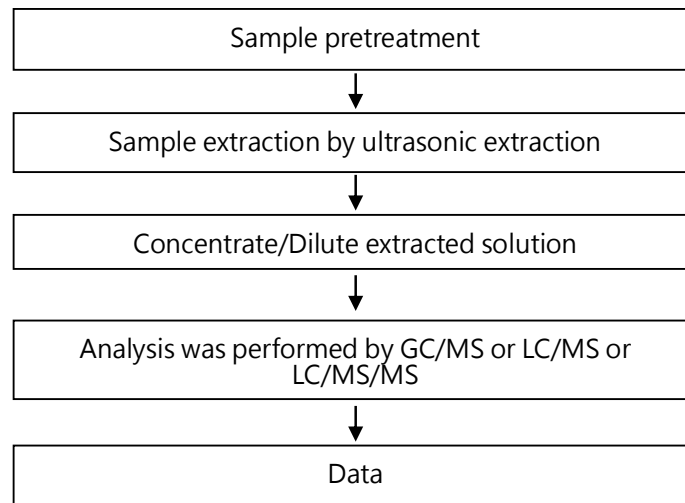 Sample pretreatment
Sample extraction by ultrasonic extraction
Concentrate/Dilute extracted solution
Analysis was performed by GC/MS or LC/MS or
LC/MS/MS
Data